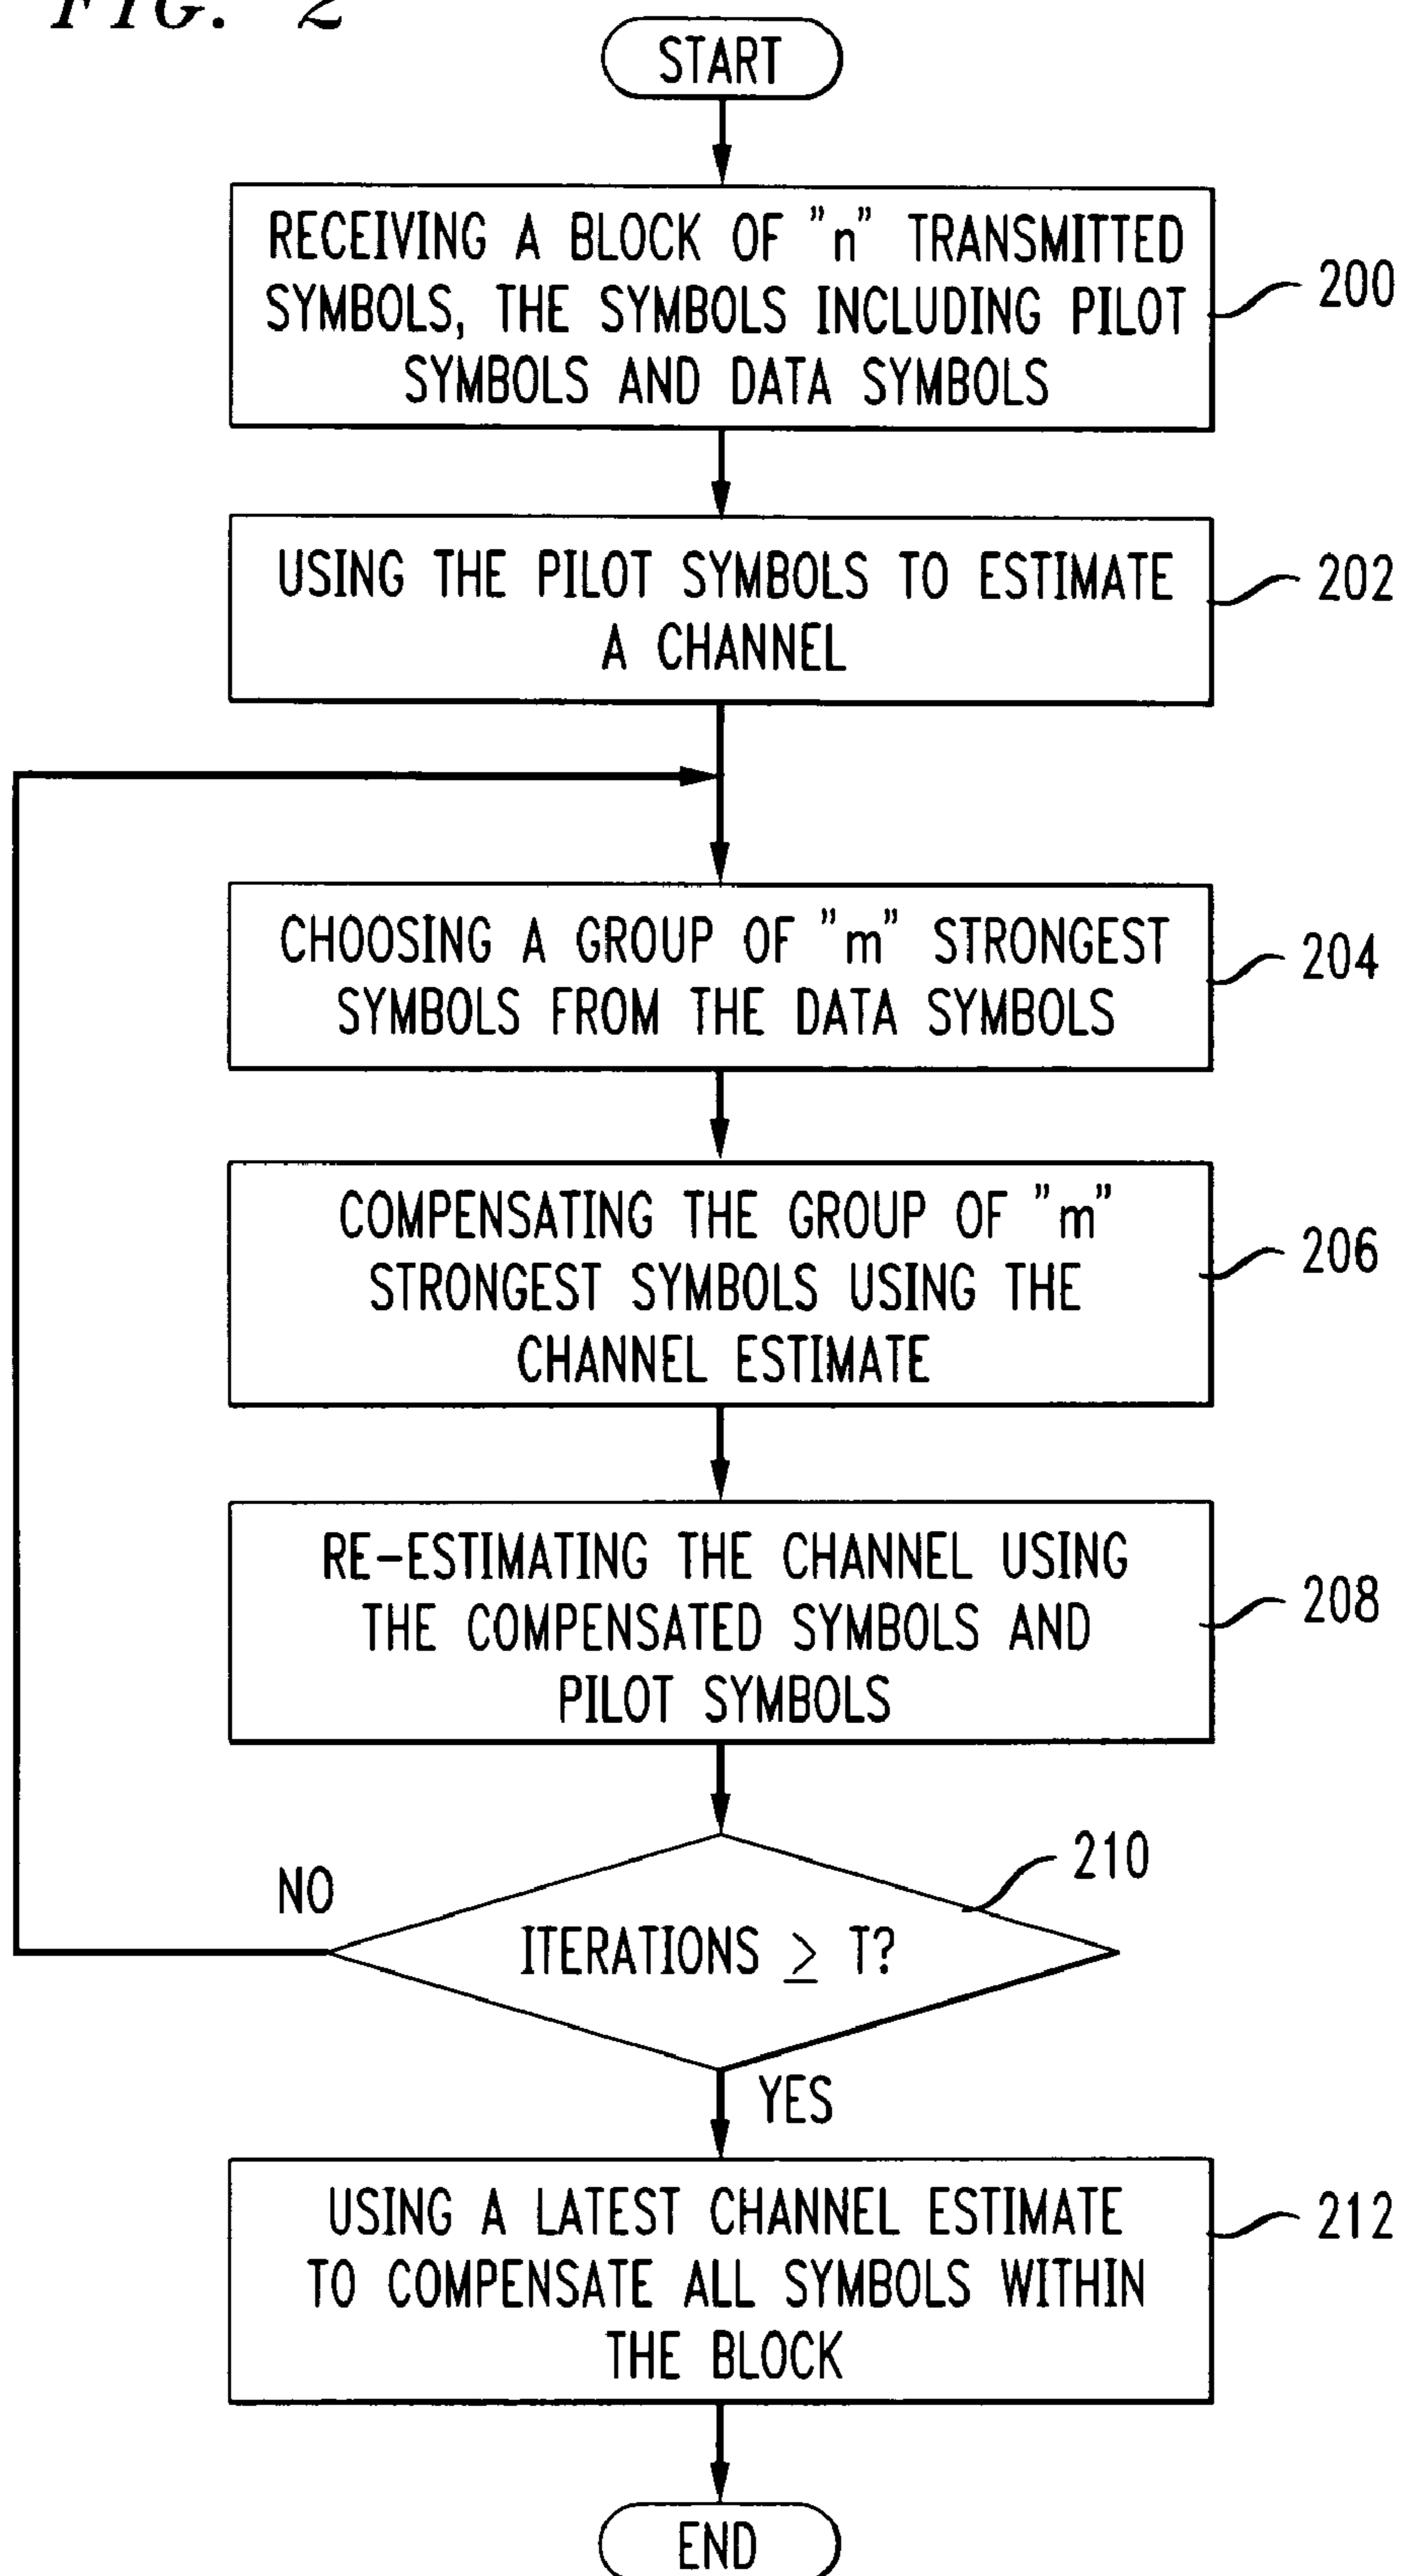 FIG. 2
START
RECEIVING A BLOCK OF "n" TRANSMITTED
SYMBOLS, THE SYMBOLS INCLUDING PILOT
SYMBOLS AND DATA SYMBOLS
200
USING THE PILOT SYMBOLS TO ESTIMATE
A CHANNEL
202
CHOOSING A GROUP OF "m" STRONGEST
SYMBOLS FROM THE DATA SYMBOLS
204
COMPENSATING THE GROUP OF "m"
STRONGEST SYMBOLS USING THE
CHANNEL ESTIMATE
206
RE-ESTIMATING THE CHANNEL USING
THE COMPENSATED SYMBOLS AND
PILOT SYMBOLS
208
210
NO
ITERATIONS ≥ T?
YES
USING A LATEST CHANNEL ESTIMATE
TO COMPENSATE ALL SYMBOLS WITHIN
THE BLOCK
212
END